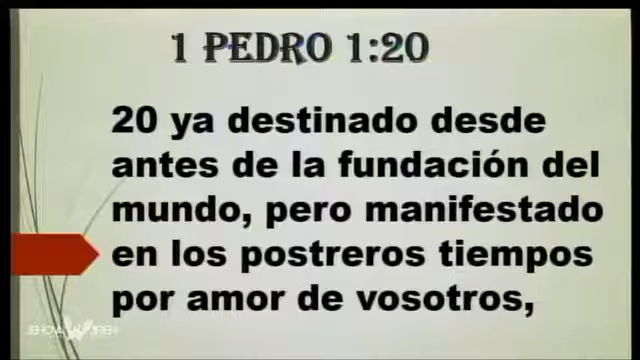 1 PEDRO 1:20
20 ya destinado desde
antes de la fundación del
mundo, pero manifestado
en los postreros tiempos
por amor de vosotros,